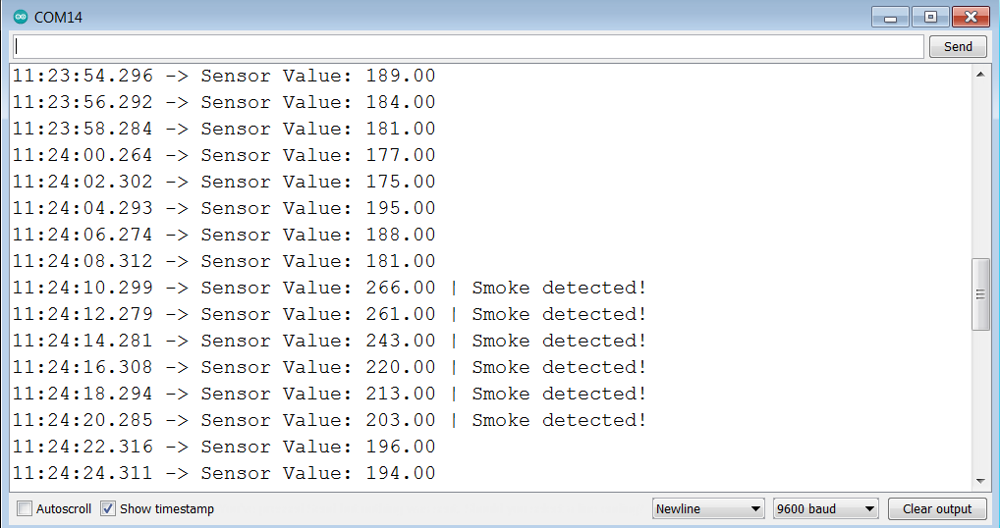 COM14
Send
11:23:54.296 -> Sensor Value: 189.00
11:23:56.292 -> Sensor Value: 184.00
11:23:58.284 -> Sensor Value: 181.00
11:24:00.264 -> Sensor Value: 177.00
11:24:02.302 -> Sensor Value: 175.00
11:24:04.293 -> Sensor Value: 195.00
11:24:06.274 -> Sensor Value: 188.00
11:24:08.312 -> Sensor Value: 181.00
11:24:10.299 -> Sensor Value: 266.00 | Smoke detected!
11:24:12.279 -> Sensor Value: 261.00 | Smoke detected!
11:24:14.281 -> Sensor Value: 243.00 | Smoke detected!
11:24:16.308 -> Sensor Value: 220.00 | Smoke detected!
11:24:18.294 -> Sensor Value: 213.00 | Smoke detected!
11:24:20.285 -> Sensor Value: 203.00 | Smoke detected!
11:24:22.316 -> Sensor Value: 196.00
11:24:24.311 -> Sensor Value: 194.00
Autoscroll Show timestamp Newline 9600 baud Clear output